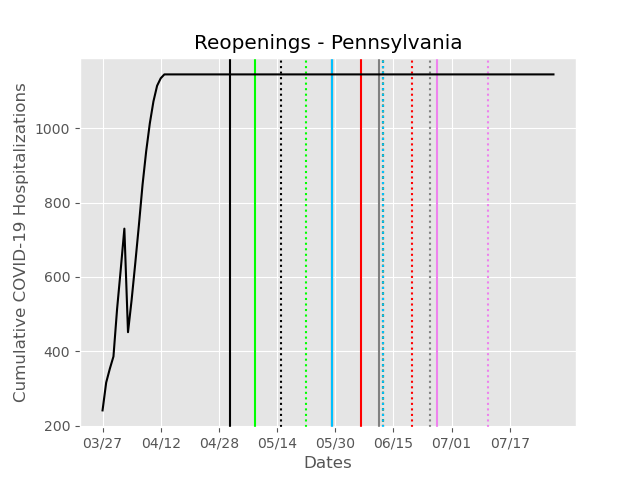 Reopenings - Pennsylvania
Cumulative COVID-19 Hospitalizations
1000
800
600
400
200
03/27 04/12 04/28 05/14 05/30 06/15 07/01 07/17
Dates